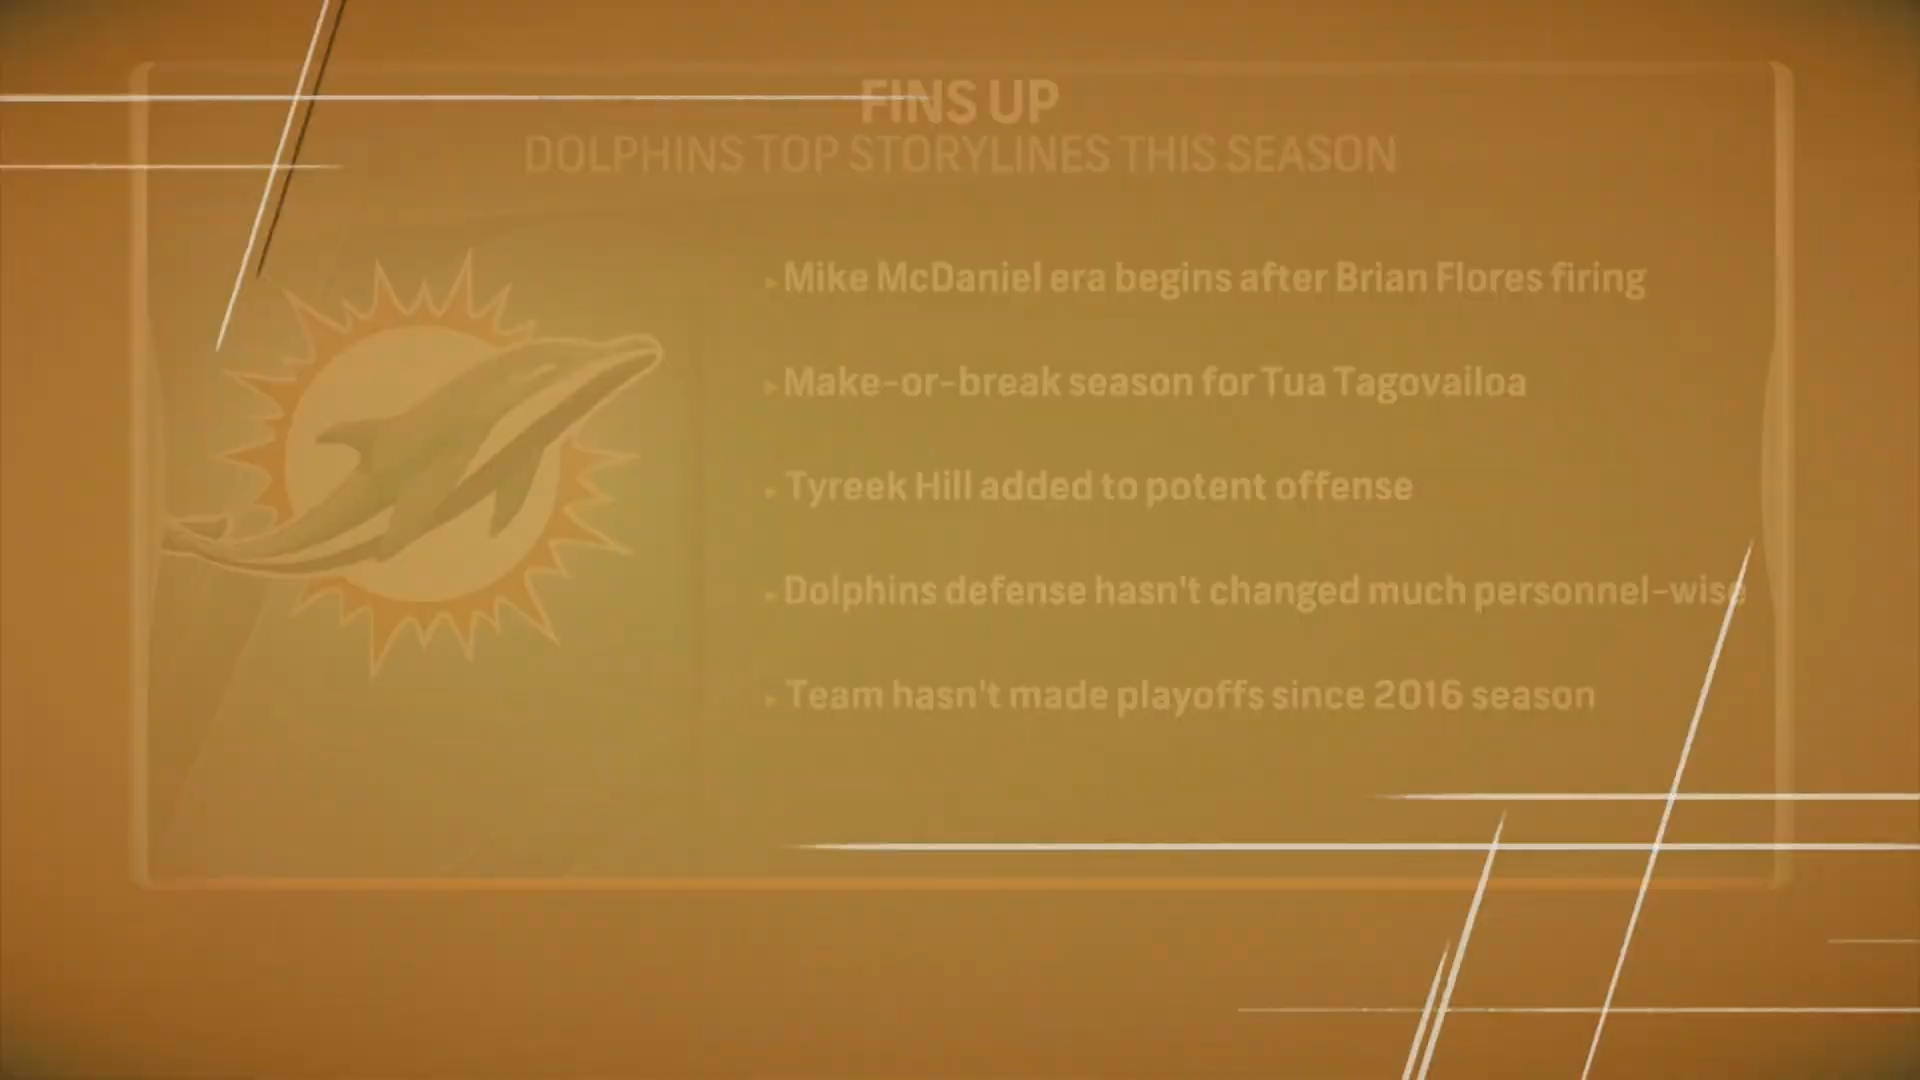 FINS UP
DOLPHINS TOP STORYLINES THIS SEASON
Mike McDaniel era begins after Brian Flores firing
Make-or-break season for Tua Tagovailoa
Tyreek Hill added to potent offense
Dolphins defense hasn't changed much personnel-wise
Team hasn't made playoffs since 2016 season